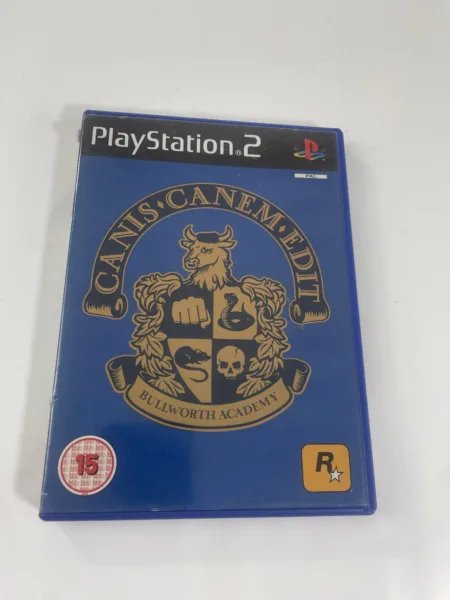 PlayStation®2
PAL
CANIS·CANEM·EDIT
BULLWORTH ACADEMY
15
R